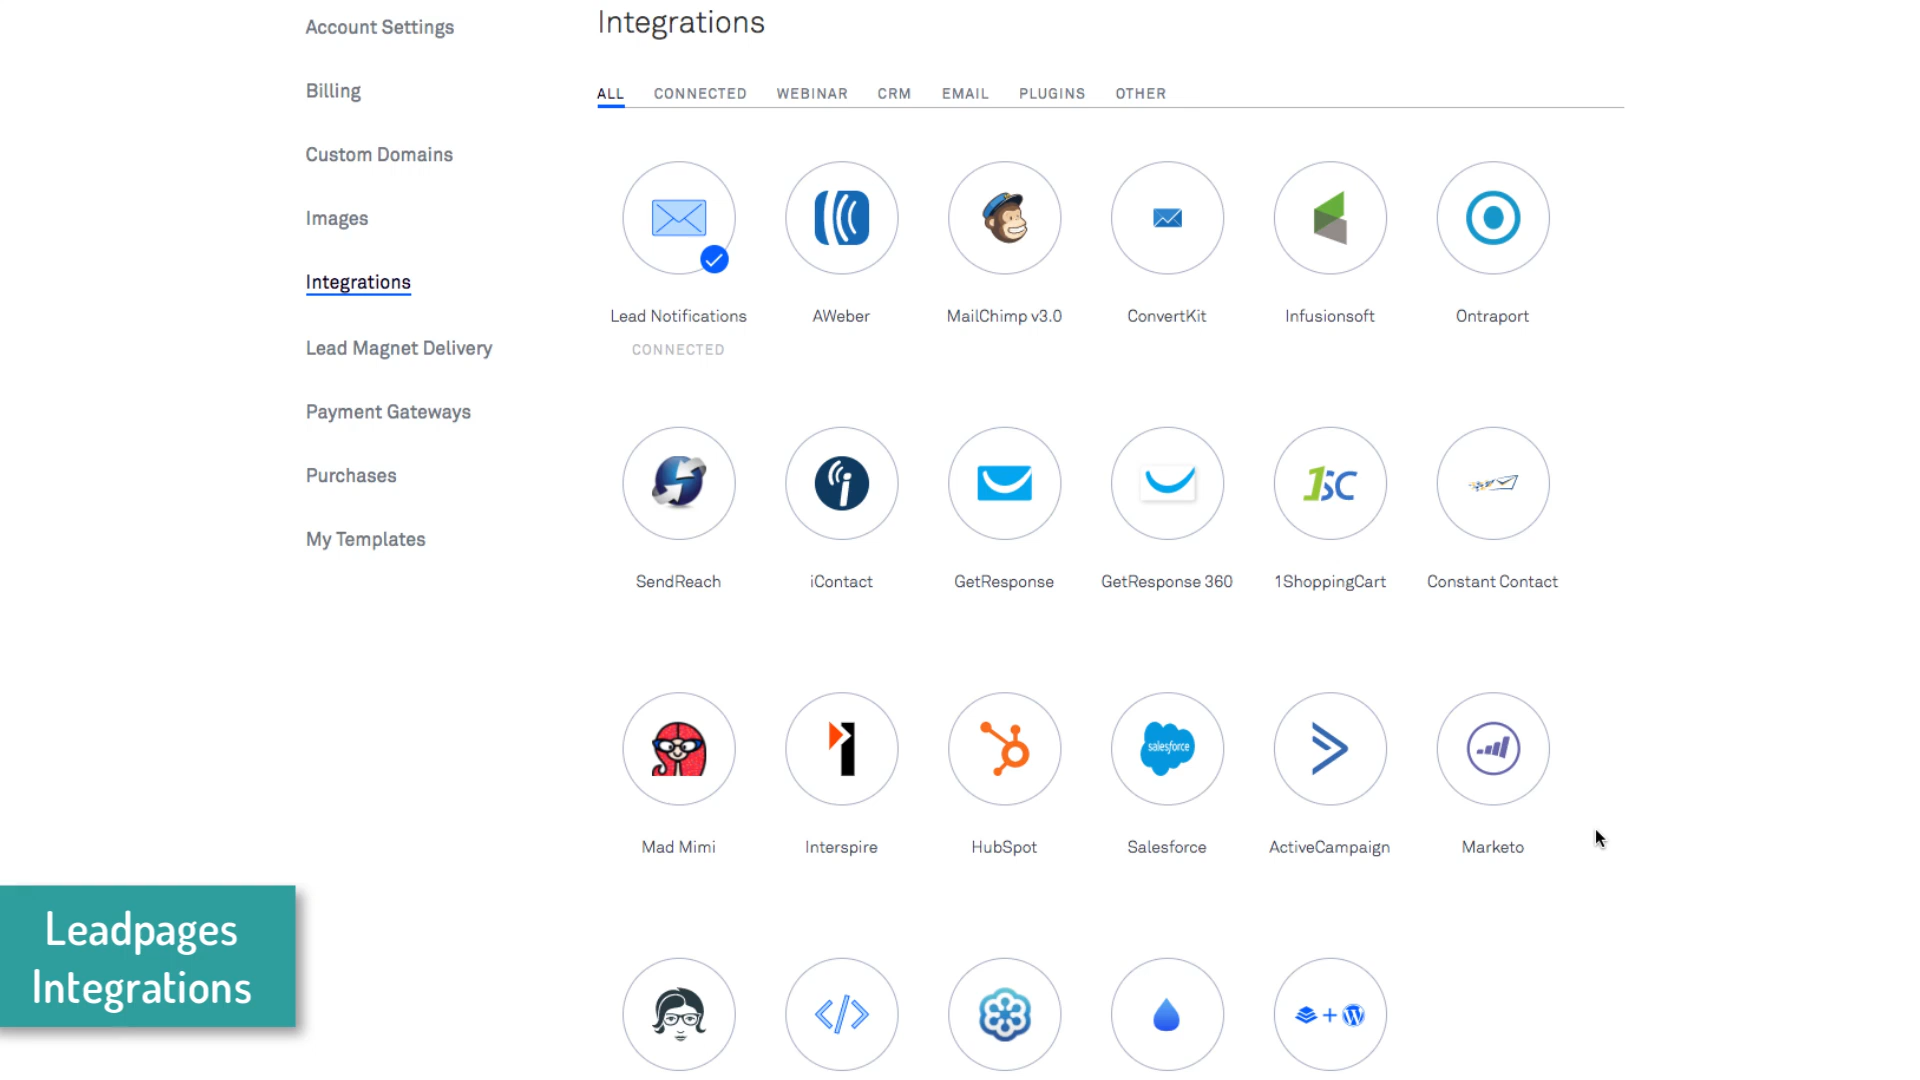 Account Settings
Billing
Custom Domains
Images
Integrations
Lead Magnet Delivery
Payment Gateways
Purchases
My Templates
Integrations
ALL CONNECTED WEBINAR CRM EMAIL PLUGINS OTHER
Lead Notifications AWeber MailChimp v3.0 ConvertKit Infusionsoft Ontraport
CONNECTED
1SC
SendReach iContact GetResponse GetResponse 360 1ShoppingCart Constant Contact
salesforce
Mad Mimi Interspire HubSpot Salesforce ActiveCampaign Marketo
Leadpages
Integrations